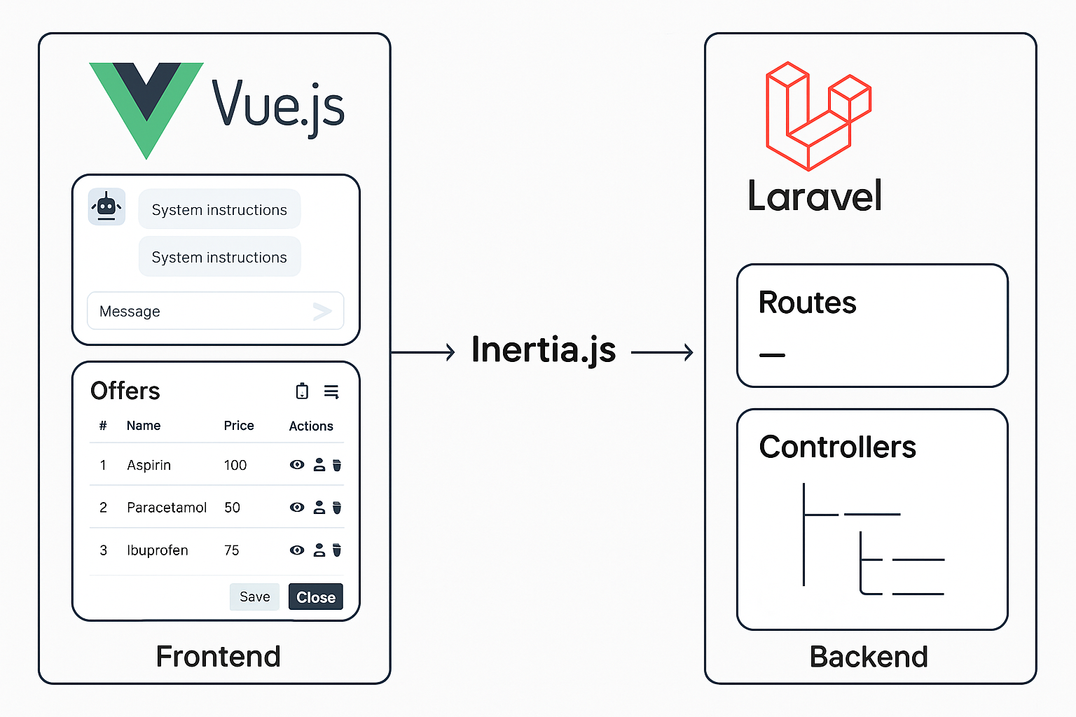 Vue.js
System instructions
System instructions
Message
Offers
# Name Price Actions
1 Aspirin 100
2 Paracetamol 50
3 Ibuprofen 75
Save Close
Frontend
Inertia.js
Laravel
Routes
Controllers
Backend